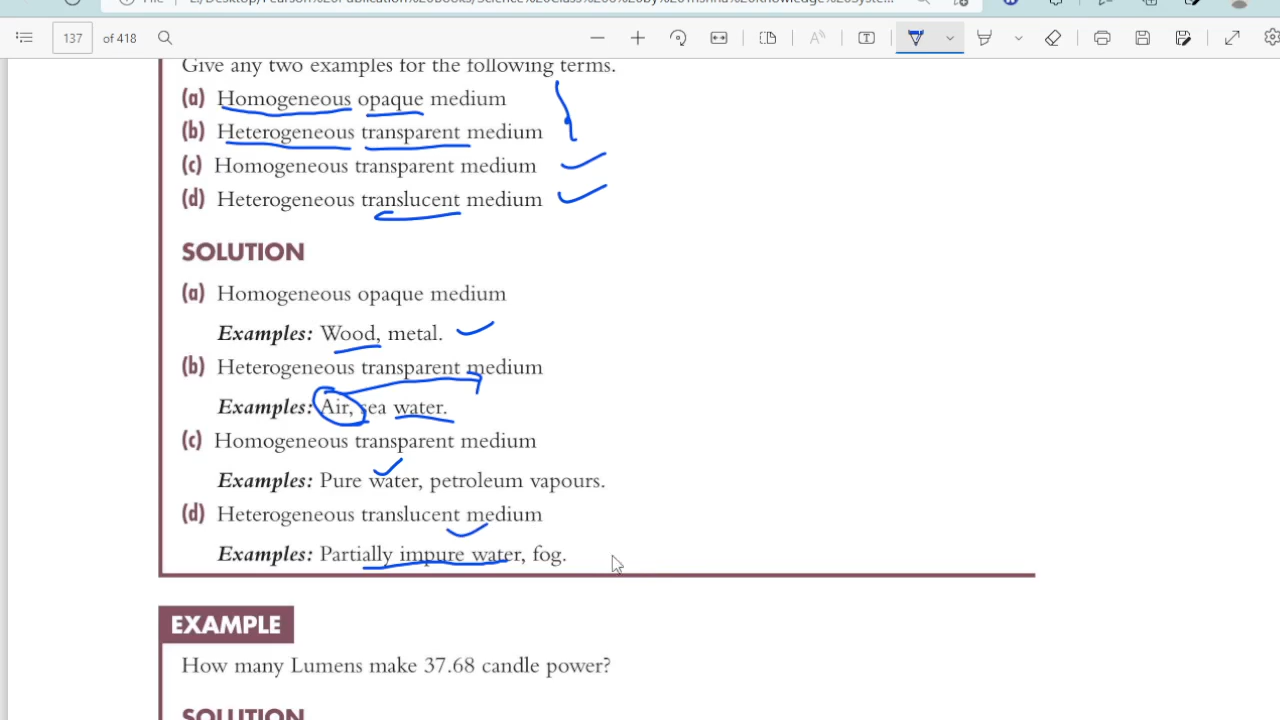 137 of 418
Give any two examples for the following terms.
(a) Homogeneous opaque medium
(b) Heterogeneous transparent medium
(c) Homogeneous transparent medium
(d) Heterogeneous translucent medium
SOLUTION
(a) Homogeneous opaque medium
Examples: Wood, metal.
(b) Heterogeneous transparent medium
Examples: Air, sea water.
(c) Homogeneous transparent medium
Examples: Pure water, petroleum vapours.
(d) Heterogeneous translucent medium
Examples: Partially impure water, fog.
EXAMPLE
How many Lumens make 37.68 candle power?
SOLUTION